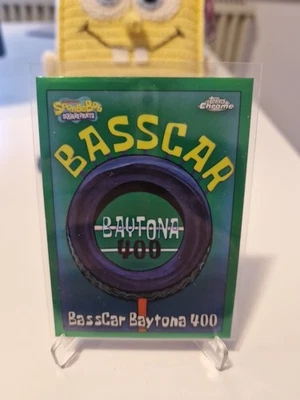 SpongeBob
SQUAREPANTS
Topps
Chrome
BASSCAR
BAYTONA
400
BassCar Baytona 400